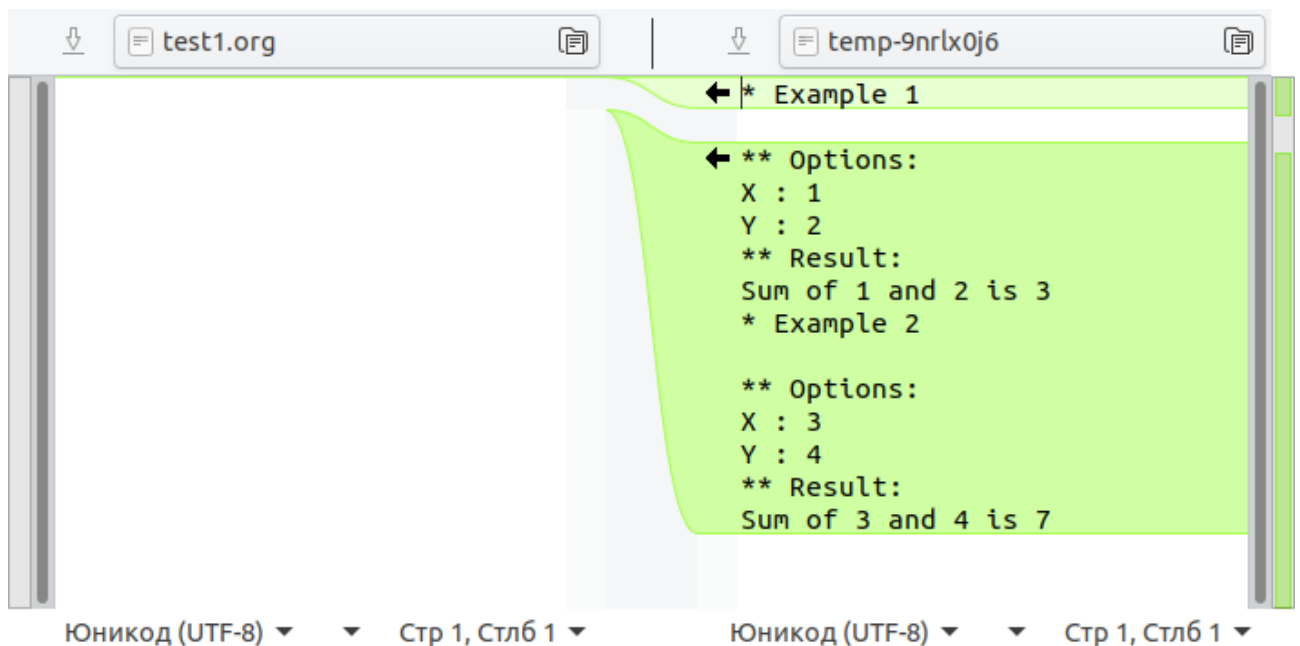 test1.org
temp-9nrlx0j6
* Example 1
** Options:
X : 1
Y : 2
** Result:
Sum of 1 and 2 is 3
* Example 2
** Options:
X : 3
Y : 4
** Result:
Sum of 3 and 4 is 7
Юникод (UTF-8) Стр 1, Стлб 1
Юникод (UTF-8) Стр 1, Стлб 1